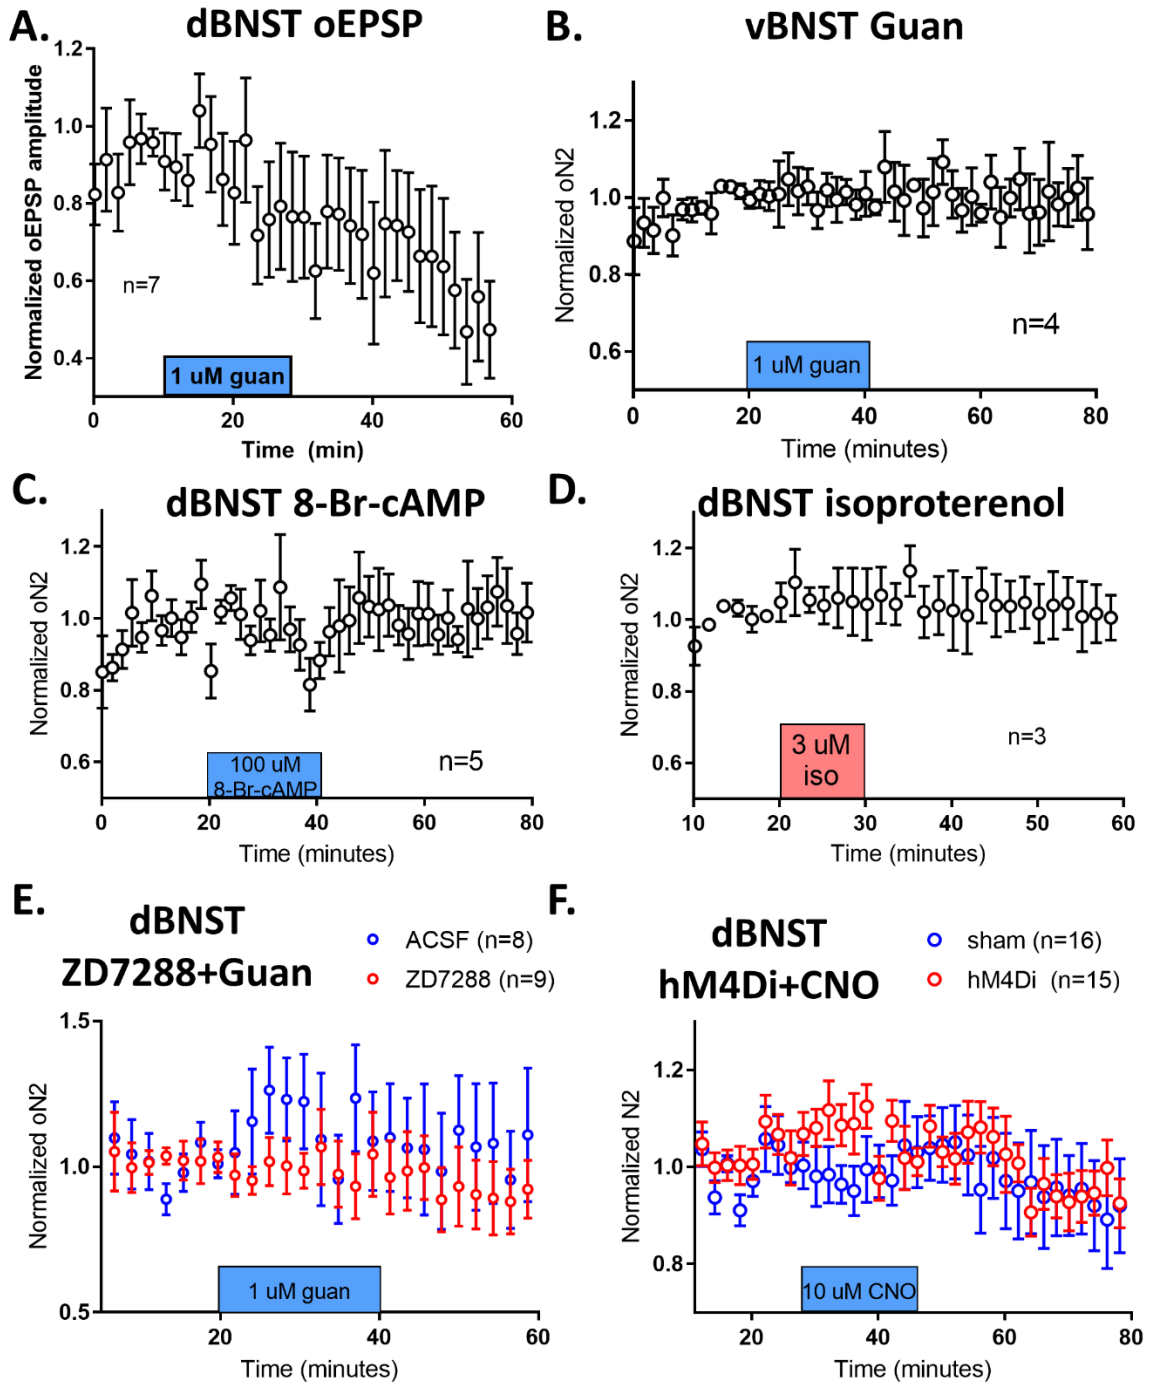 A.
dBNST oEPSP
Normalized oEPSP amplitude
1.2
1.0
0.8
0.6
0.4
n=7
1 uM guan
0
20
40
60
Time (min)
B.
vBNST Guan
Normalized oN2
1.2
1.0
0.8
0.6
n=4
1 uM guan
0
20
40
60
80
Time (minutes)
C.
dBNST 8-Br-cAMP
Normalized oN2
1.2
1.0
0.8
0.6
100 uM
8-Br-cAMP
n=5
0
20
40
60
80
Time (minutes)
D.
dBNST isoproterenol
Normalized oN2
1.2
1.0
0.8
0.6
3 uM
iso
n=3
10
20
30
40
50
60
Time (minutes)
E.
dBNST
ZD7288+Guan
ACSF (n=8)
ZD7288 (n=9)
Normalized oN2
1.5
1.0
0.5
1 uM guan
20
40
60
Time (minutes)
F.
dBNST
hM4Di+CNO
sham (n=16)
hM4Di (n=15)
Normalized N2
1.2
1.0
0.8
10 uM CNO
20
40
60
80
Time (minutes)